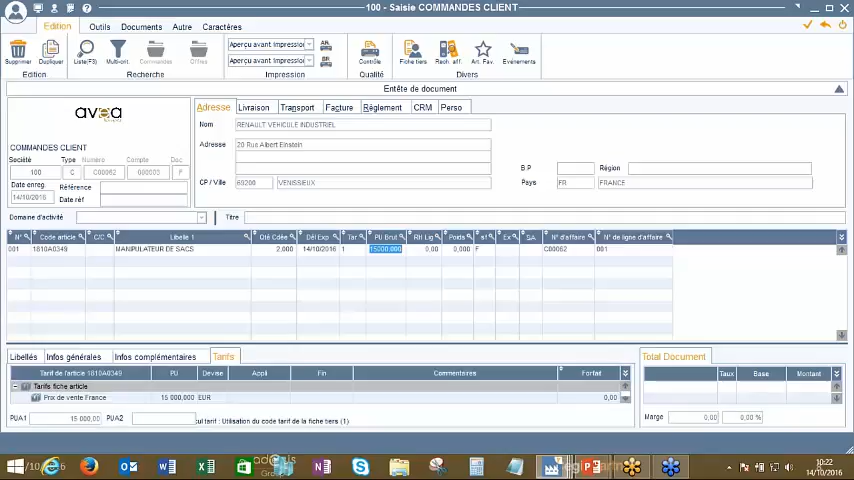 100 - Saisie COMMANDES CLIENT
Edition Outils Documents Autre Caractères
Aperçu avant impression
Aperçu avant impression
Supprimer Dupliquer Liste(F3) Multi-crit. Commandes Offres Contrôle Fiche tiers Rech. aff. Art. Fav. Evénements
Edition Recherche Impression Qualité Divers
Entête de document
avea
COMMANDES CLIENT
Société Type Numéro Compte Doc
100 C C00062 000003 F
Date enreg. Référence
14/10/2016 Date réf
Adresse Livraison Transport Facture Règlement CRM Perso
Nom RENAULT VEHICULE INDUSTRIEL
Adresse 20 Rue Albert Einstein
B.P Région
CP / Ville 69200 VENISSIEUX Pays FR FRANCE
Domaine d'activité Titre
N° Code article C/C Libellé 1 Qté Cdée Dél Exp Tar PU Brut Rit Lig Poids sf Ex SA N° d'affaire N° de ligne d'affaire
001 1810A0349 MANIPULATEUR DE SACS 2,000 14/10/2016 1 15000,000 0,00 0,000 F C00062 001
Libellés Infos générales Infos complémentaires Tarifs
Tarif de l'article 1810A0349 PU Devise Appli Fin Commentaires Forfait
Tarifs fiche article
Prix de vente France 15 000,000 EUR 0,00
PUA1 15 000,00 PUA2 cul tarif : Utilisation du code tarif de la fiche tiers (1)
Total Document
Taux Base Montant
Marge 0,00 0,00 %
10:22
14/10/2016